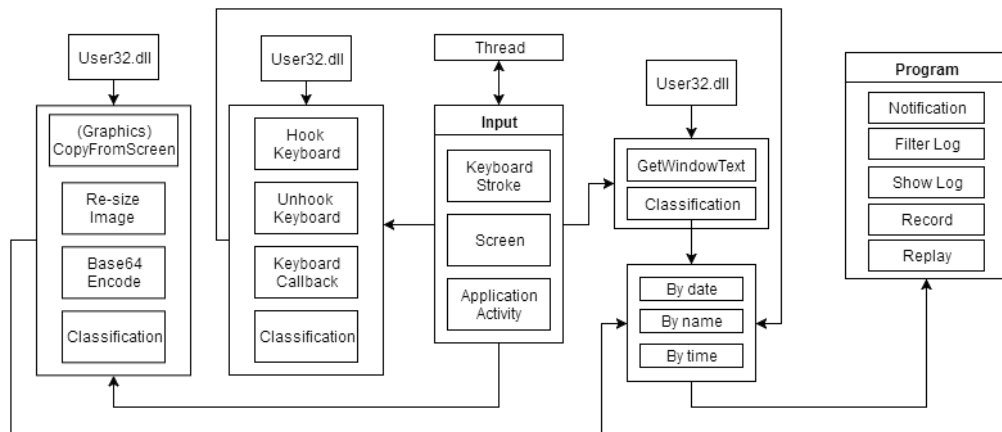 User32.dll
(Graphics)
CopyFromScreen
Re-size
Image
Base64
Encode
Classification
User32.dll
Hook
Keyboard
Unhook
Keyboard
Keyboard
Callback
Classification
Thread
Input
Keyboard
Stroke
Screen
Application
Activity
User32.dll
GetWindowText
Classification
By date
By name
By time
Program
Notification
Filter Log
Show Log
Record
Replay